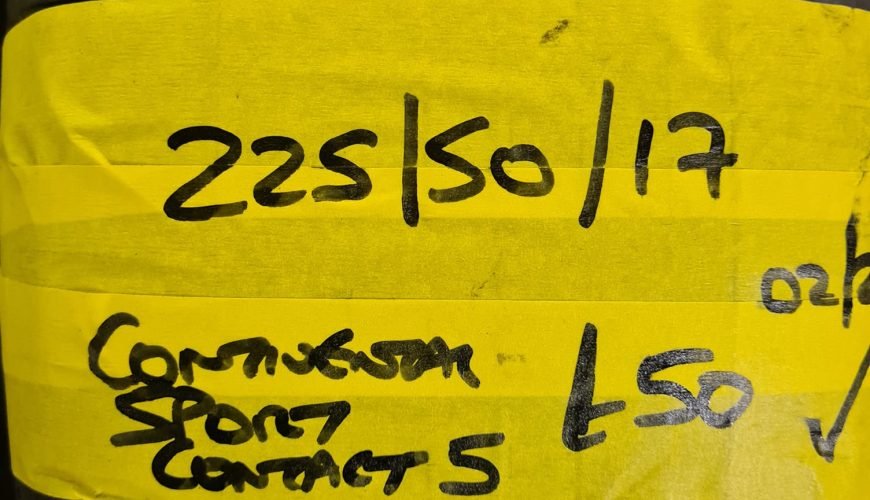 225/50/17
02/
CONTINENTAL
SPORT
CONTACT 5
£50